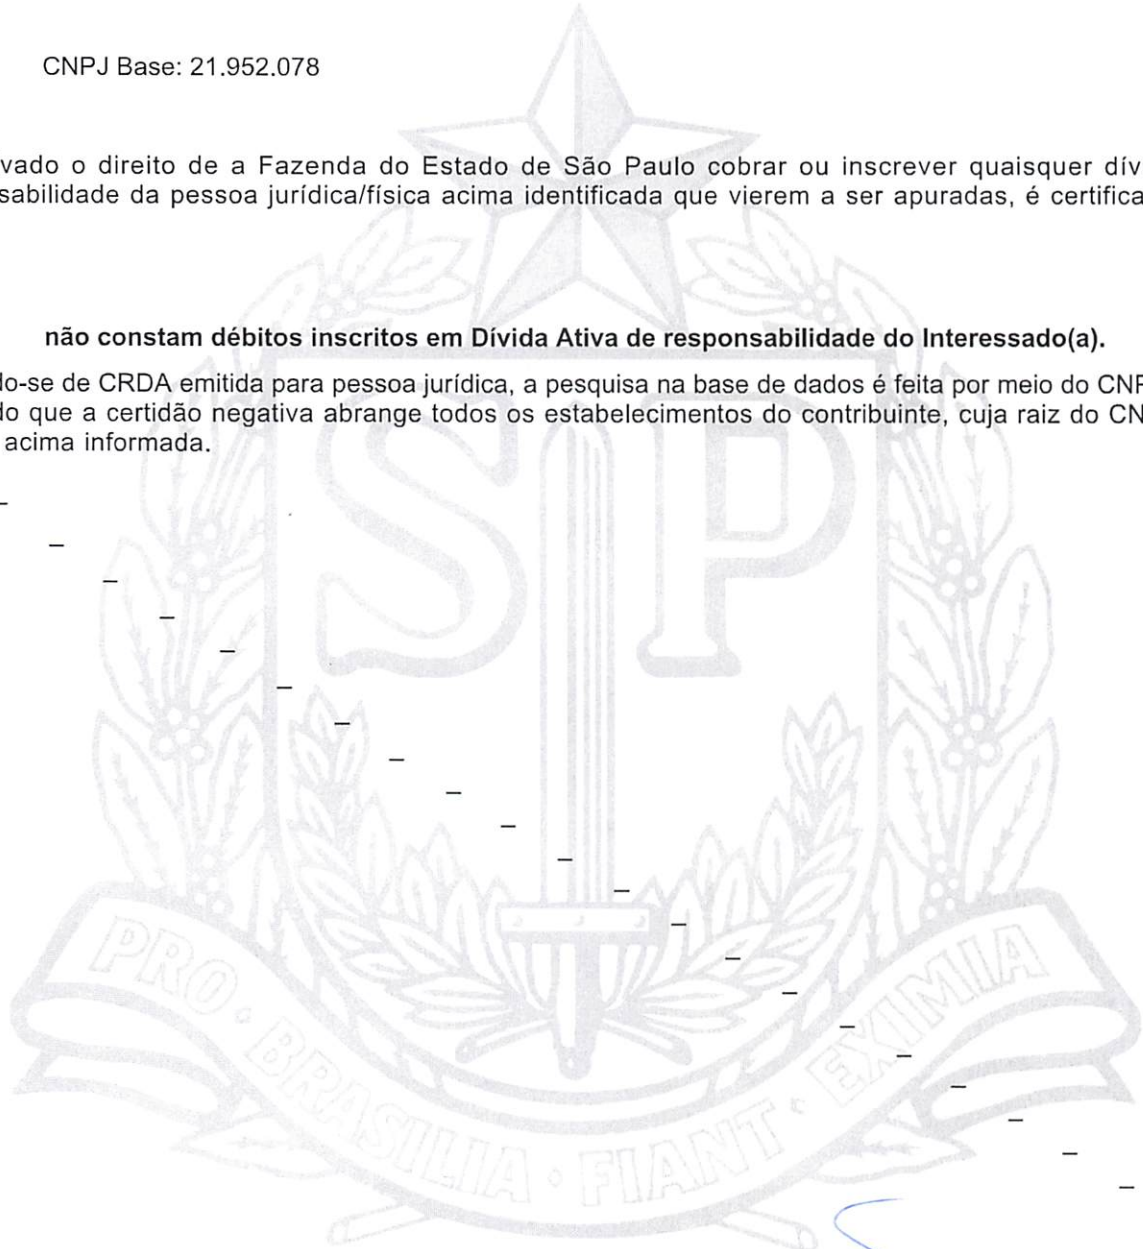 CNPJ Base: 21.952.078
vado o direito de a Fazenda do Estado de São Paulo cobrar ou inscrever quaisquer dív
sabilidade da pessoa jurídica/física acima identificada que vierem a ser apuradas, é certifica
não constam débitos inscritos em Dívida Ativa de responsabilidade do Interessado(a).
do-se de CRDA emitida para pessoa jurídica, a pesquisa na base de dados é feita por meio do CNP
do que a certidão negativa abrange todos os estabelecimentos do contribuinte, cuja raiz do CN
acima informada.
SP
PRO · BRASILIA · FIANT · EXIMIA